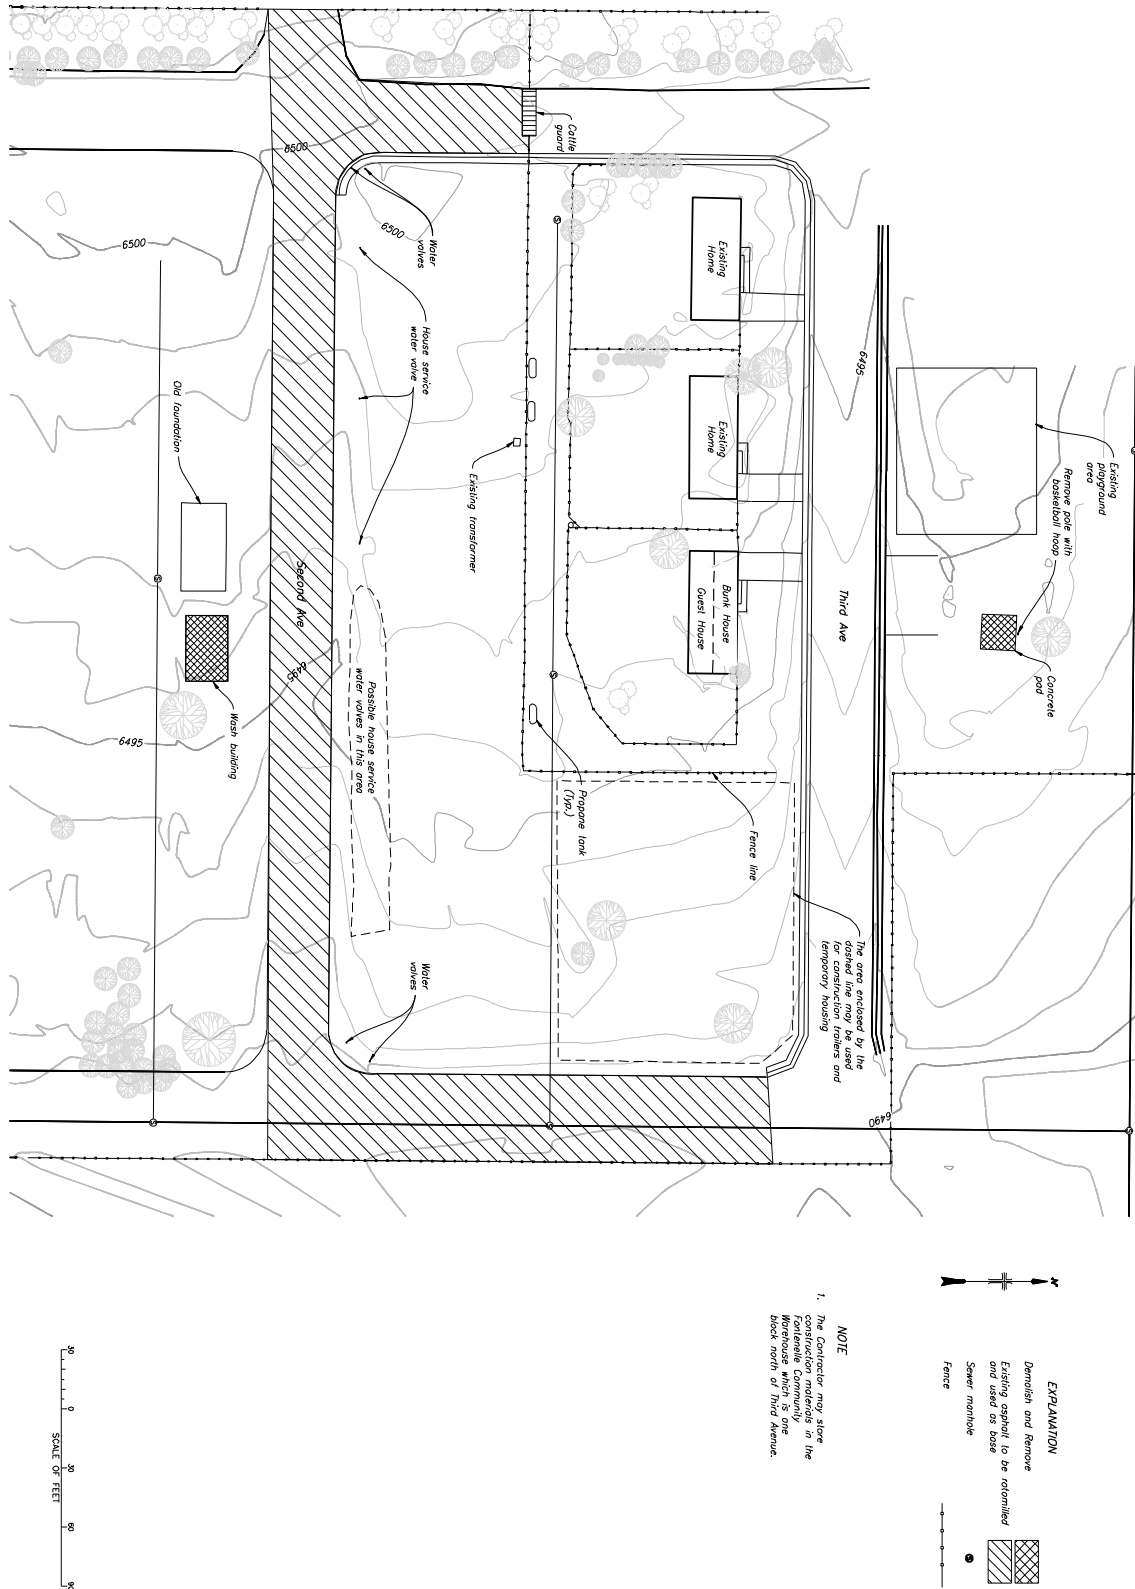 Cattle
guard
6500
6500
6500
Water
valves
House service
water valve
Existing
Home
Existing
Home
Bunk House
Guest House
6495
Existing
playground
area
Remove pole with
basketball hoop
Concrete
pad
Third Ave
Old foundation
Existing transformer
Second Ave
6495
Possible house service
water valves in this area
Wash building
6495
Propane tank
(Typ.)
Fence line
The area enclosed by the
dashed line may be used
for construction trailers and
temporary housing
Water
valves
6490
S
S
S
S
S
S
N
EXPLANATION
Demolish and Remove
Existing asphalt to be rotomilled
and used as base
Sewer manhole
S
Fence
NOTE
1. The Contractor may store
construction materials in the
Fontenelle Community
Warehouse which is one
block north of Third Avenue.
30 0 30 60 90
SCALE OF FEET